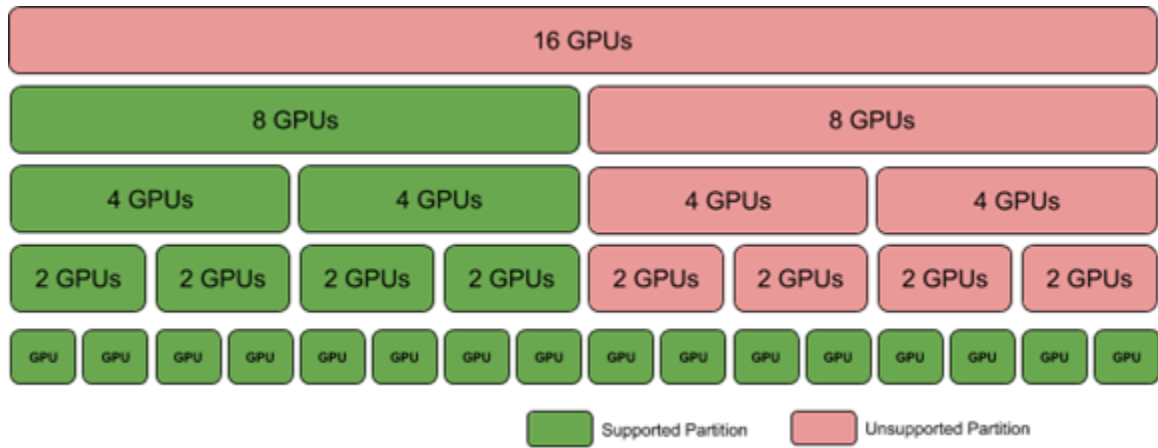 16 GPUs
8 GPUs 8 GPUs
4 GPUs 4 GPUs 4 GPUs 4 GPUs
2 GPUs 2 GPUs 2 GPUs 2 GPUs 2 GPUs 2 GPUs 2 GPUs 2 GPUs
GPU GPU GPU GPU GPU GPU GPU GPU GPU GPU GPU GPU GPU GPU GPU GPU
Supported Partition Unsupported Partition